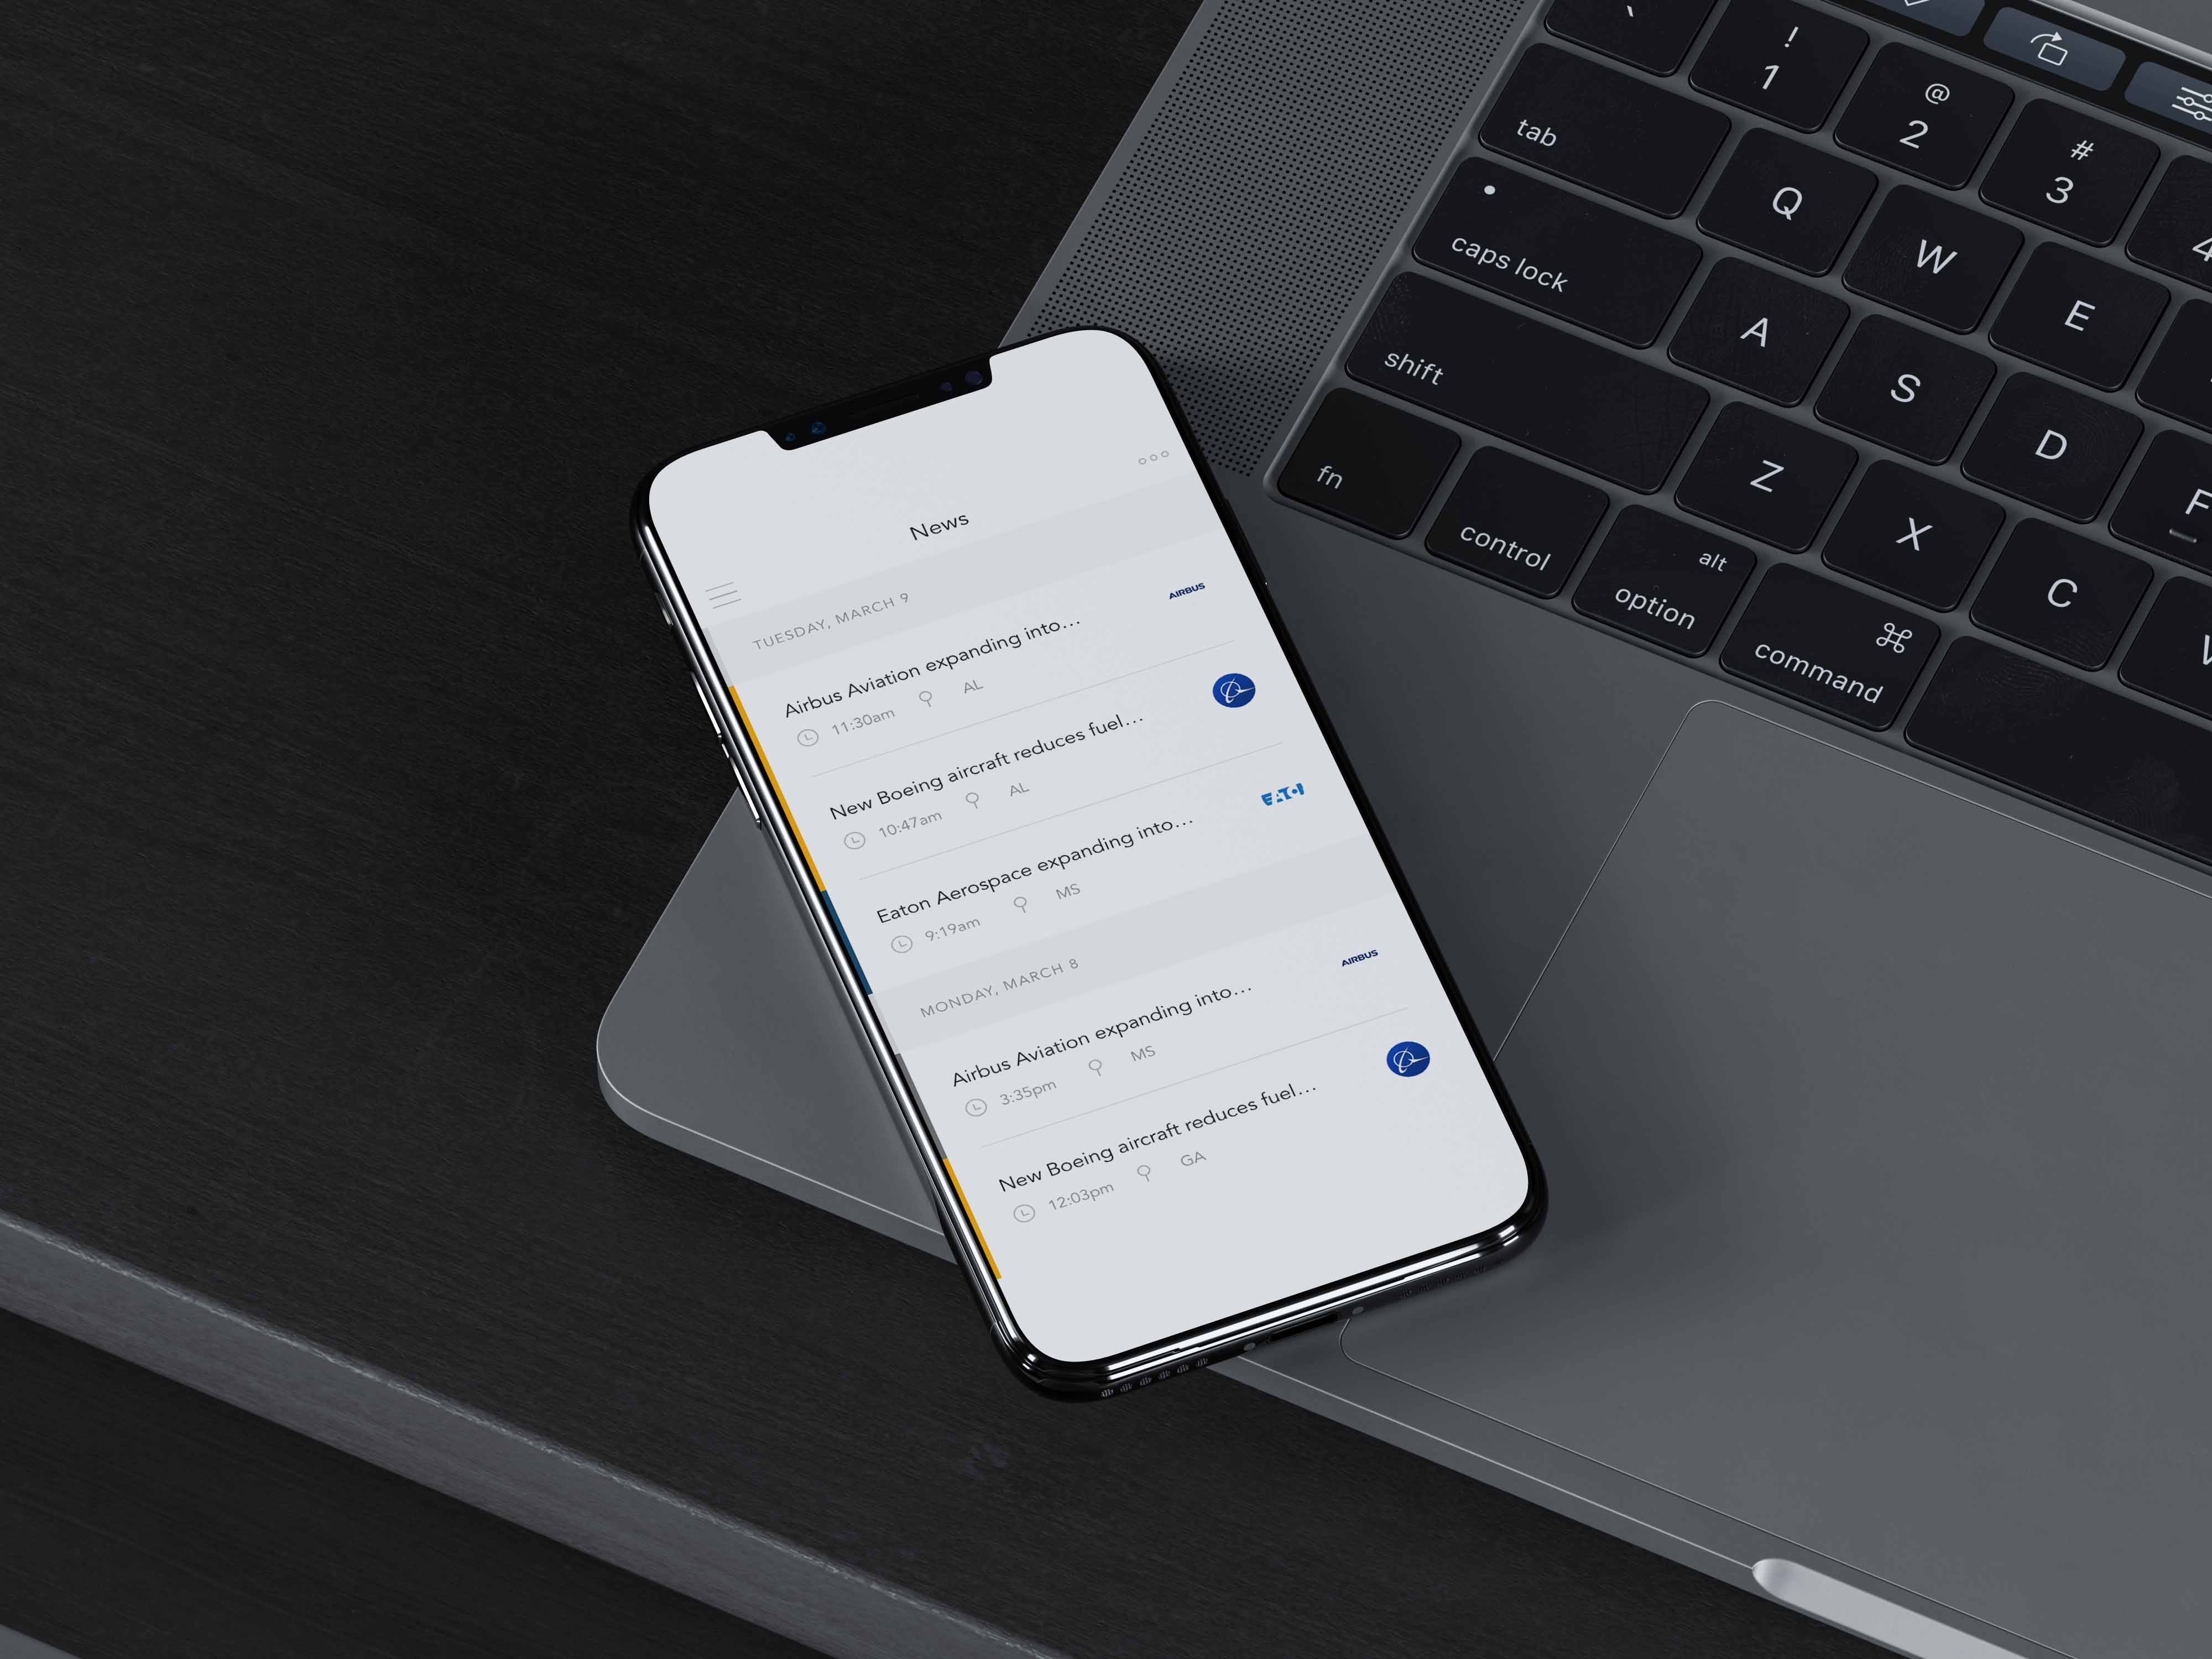 News
TUESDAY, MARCH 9
AIRBUS
Airbus Aviation expanding into...
11:30am AL
New Boeing aircraft reduces fuel...
10:47am AL
EATON
Eaton Aerospace expanding into...
9:19am MS
MONDAY, MARCH 8
AIRBUS
Airbus Aviation expanding into...
3:35pm MS
New Boeing aircraft reduces fuel...
12:03pm GA
` ! 1 @ 2 # 3 4
tab Q W E
caps lock A S D F
shift Z X C V
fn control alt option ⌘ command